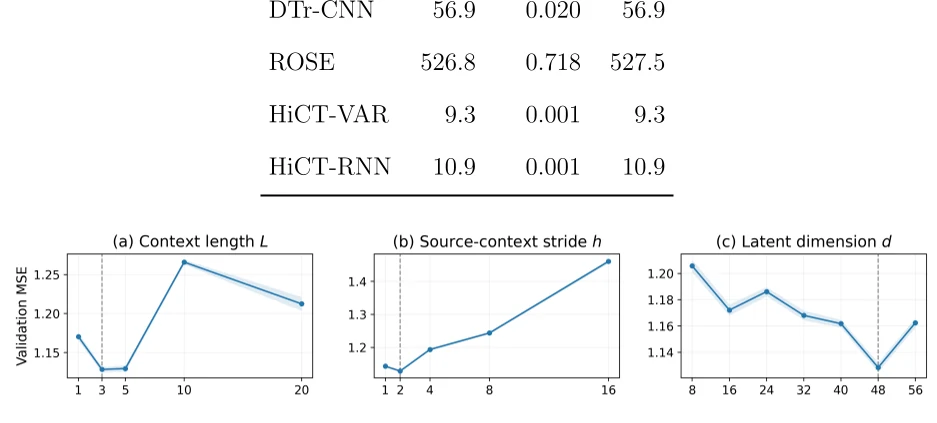 DTr-CNN 56.9 0.020 56.9
ROSE 526.8 0.718 527.5
HiCT-VAR 9.3 0.001 9.3
HiCT-RNN 10.9 0.001 10.9
(a) Context length L
Validation MSE
1.25
1.20
1.15
1 3 5 10 20
(b) Source-context stride h
1.4
1.3
1.2
1 2 4 8 16
(c) Latent dimension d
1.20
1.18
1.16
1.14
8 16 24 32 40 48 56